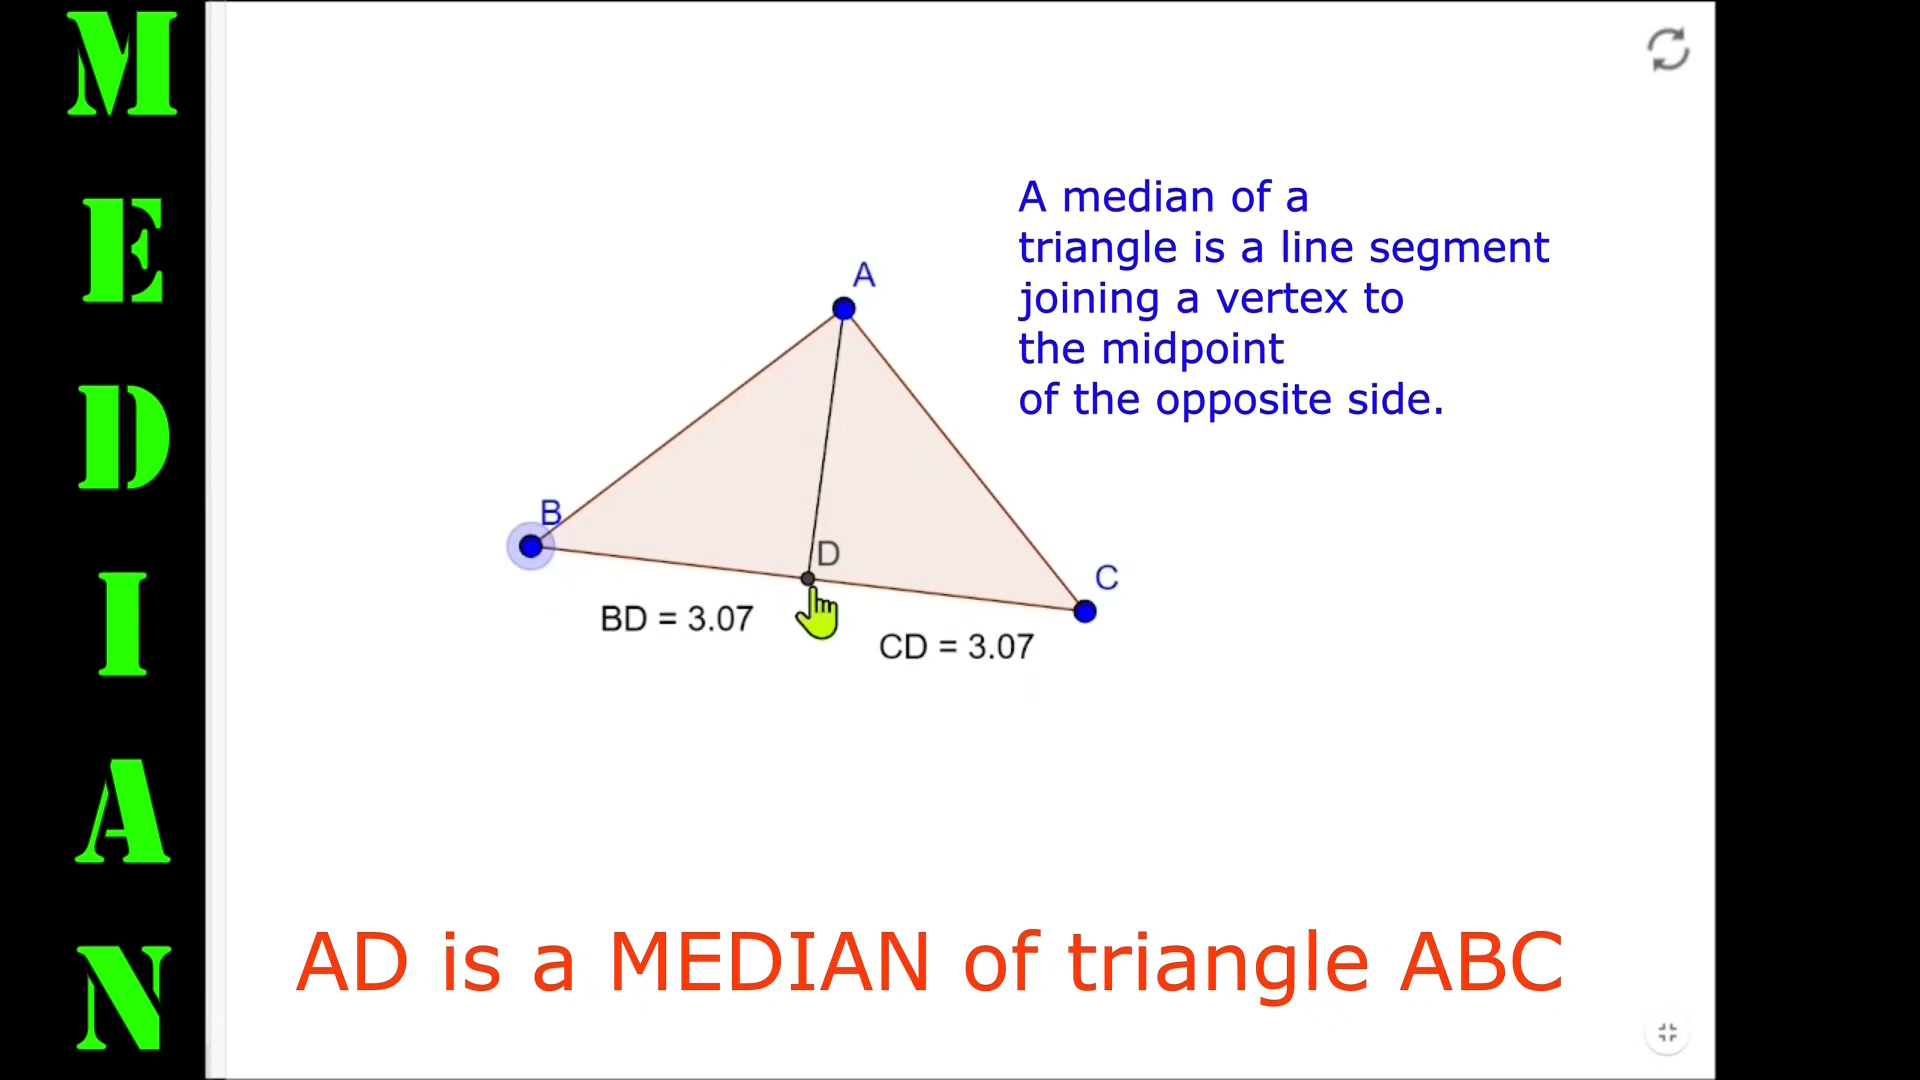 MEDIAN
A median of a
triangle is a line segment
joining a vertex to
the midpoint
of the opposite side.
A
B
D
C
BD = 3.07
CD = 3.07
AD is a MEDIAN of triangle ABC